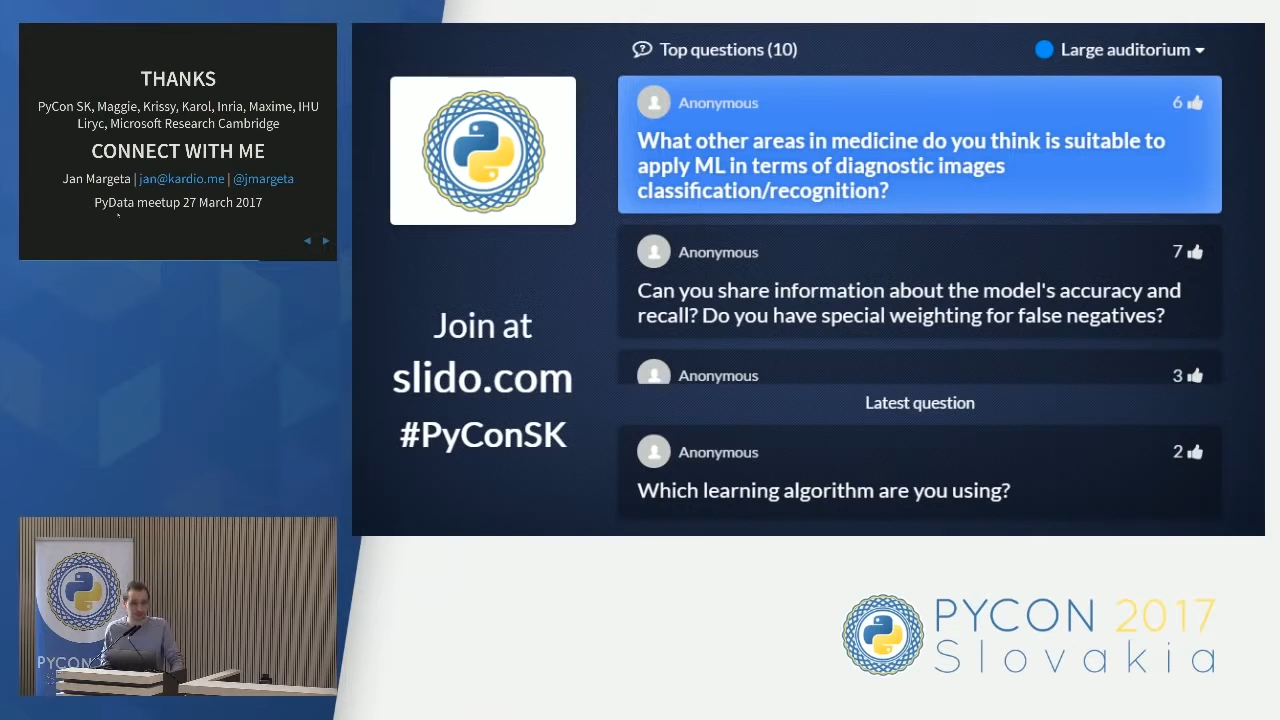 THANKS
PyCon SK, Maggie, Krissy, Karol, Inria, Maxime, IHU
Liryc, Microsoft Research Cambridge
CONNECT WITH ME
Jan Margeta | jan@kardio.me | @jmargeta
PyData meetup 27 March 2017
Join at
slido.com
#PyConSK
Top questions (10)
Large auditorium
Anonymous
6
What other areas in medicine do you think is suitable to
apply ML in terms of diagnostic images
classification/recognition?
Anonymous
7
Can you share information about the model's accuracy and
recall? Do you have special weighting for false negatives?
Anonymous
3
Latest question
Anonymous
2
Which learning algorithm are you using?
PYCON 2017
Slovakia
PYCON